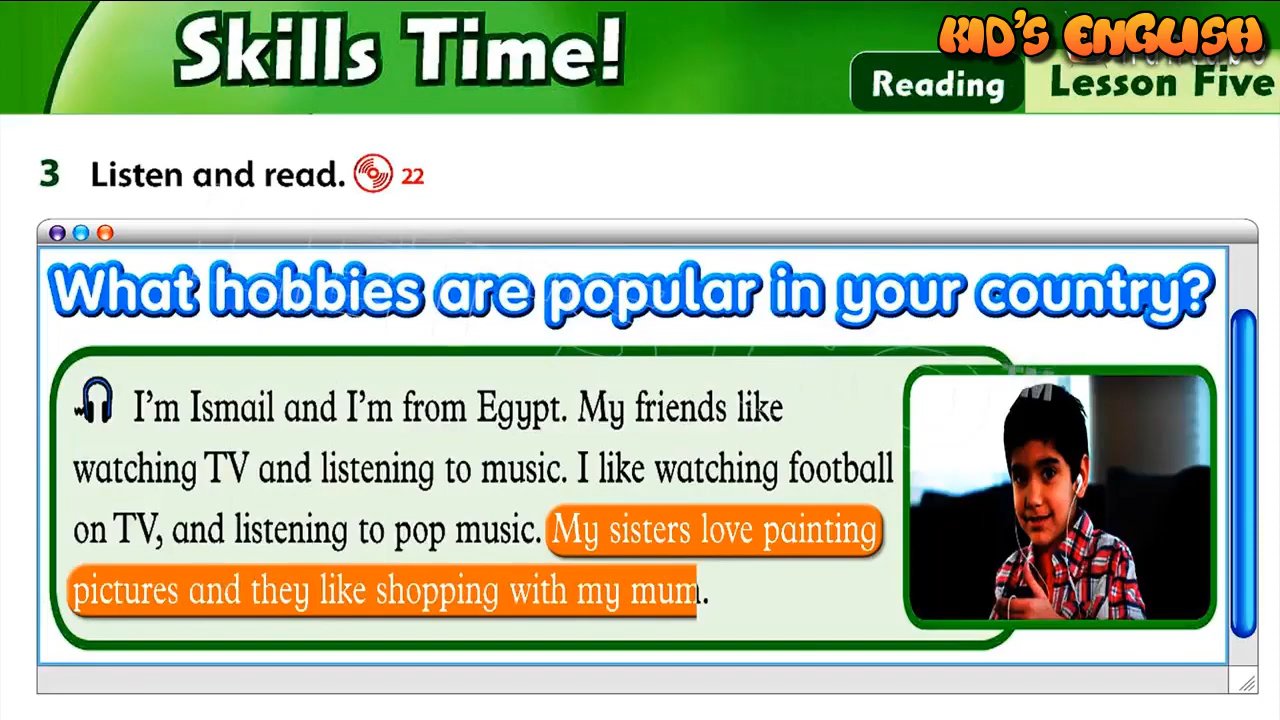 Skills Time!
KID'S ENGLISH
Reading
Lesson Five
3 Listen and read. 22
What hobbies are popular in your country?
I'm Ismail and I'm from Egypt. My friends like
watching TV and listening to music. I like watching football
on TV, and listening to pop music. My sisters love painting
pictures and they like shopping with my mum.
TM